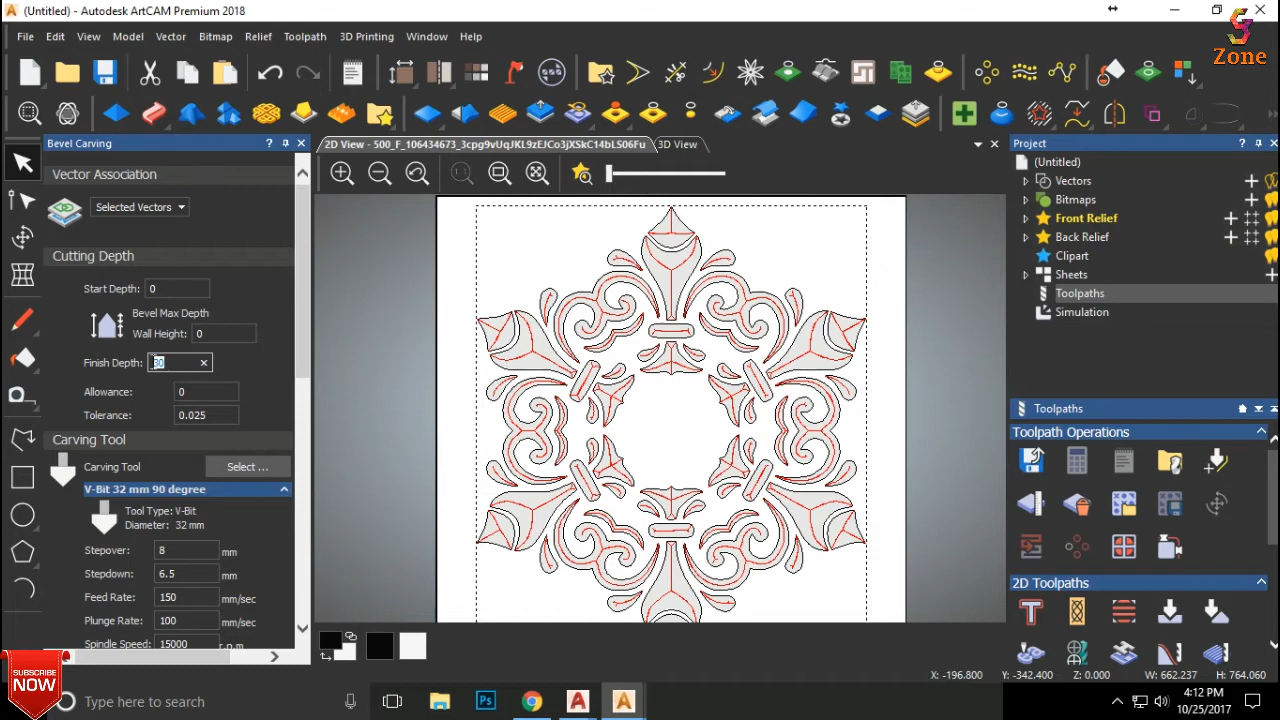 (Untitled) - Autodesk ArtCAM Premium 2018
Zone
File Edit View Model Vector Bitmap Relief Toolpath 3D Printing Window Help
Bevel Carving
2D View - 500_F_106434673_3cpg9vUqJKL9zEJCo3jXSkC14bLS06Fu
3D View
Project
Vector Association
Selected Vectors
Cutting Depth
Start Depth: 0
Bevel Max Depth
Wall Height: 0
Finish Depth: 30
Allowance: 0
Tolerance: 0.025
Carving Tool
Carving Tool Select ...
V-Bit 32 mm 90 degree
Tool Type: V-Bit
Diameter: 32 mm
Stepover: 8 mm
Stepdown: 6.5 mm
Feed Rate: 150 mm/sec
Plunge Rate: 100 mm/sec
Spindle Speed: 15000 r.p.m
(Untitled)
Vectors
Bitmaps
Front Relief
Back Relief
Clipart
Sheets
Toolpaths
Simulation
Toolpaths
Toolpath Operations
2D Toolpaths
X: -196.800 Y: -342.400 Z: 0.000 W: 662.237 H: 764.060
SUBSCRIBE
NOW
Type here to search
4:12 PM
10/25/2017